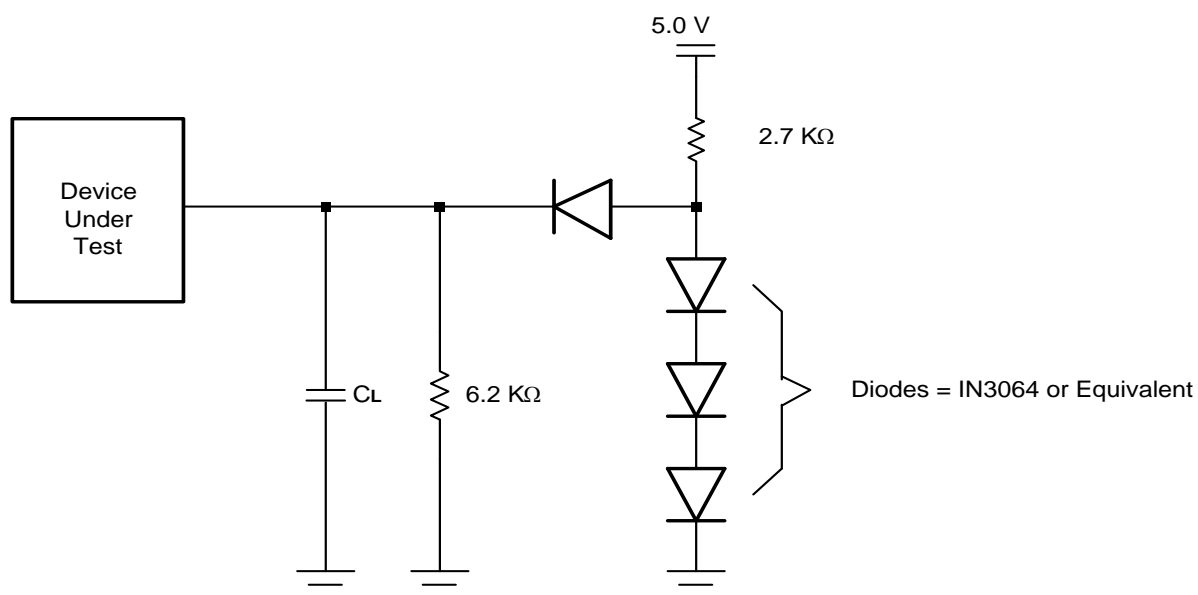 5.0 V
2.7 KΩ
Device
Under
Test
CL
6.2 KΩ
Diodes = IN3064 or Equivalent